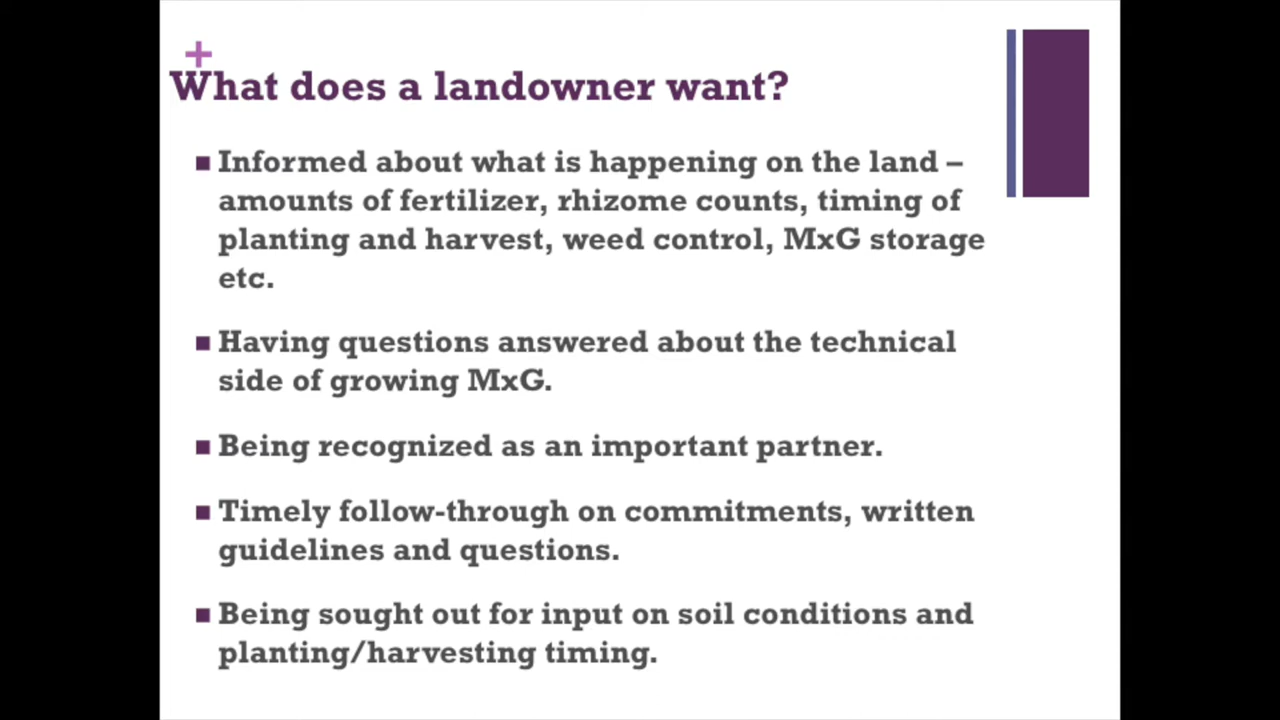 +
What does a landowner want?
■ Informed about what is happening on the land –
amounts of fertilizer, rhizome counts, timing of
planting and harvest, weed control, MxG storage
etc.
■ Having questions answered about the technical
side of growing MxG.
■ Being recognized as an important partner.
■ Timely follow-through on commitments, written
guidelines and questions.
■ Being sought out for input on soil conditions and
planting/harvesting timing.